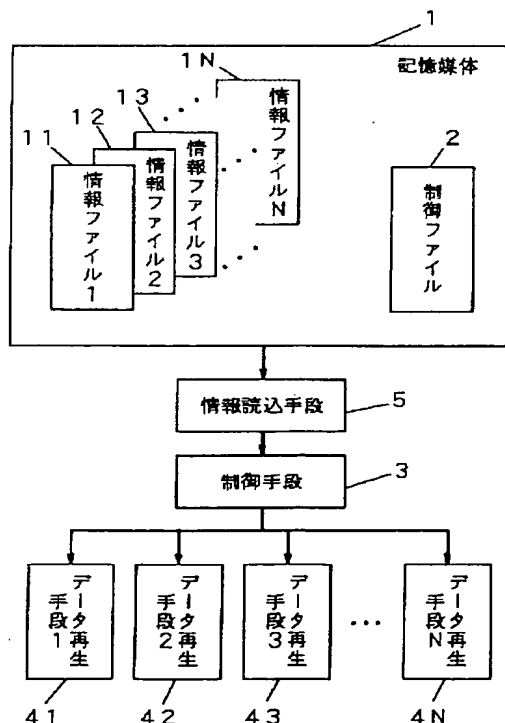 1
記憶媒体
1N
情報ファイルN
13
情報ファイル3
12
情報ファイル2
11
情報ファイル1
2
制御ファイル
情報読込手段
5
制御手段
3
データ再生
手段1
データ再生
手段2
データ再生
手段3
データ再生
手段N
41
42
43
4N